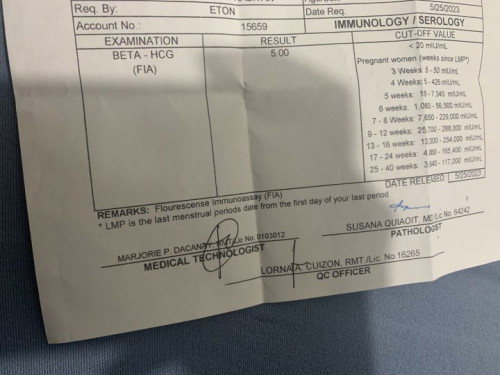 Req. By: ETON Date Req. 5/25/2023
Account No.: 15659 IMMUNOLOGY / SEROLOGY
EXAMINATION RESULT CUT-OFF VALUE
BETA - HCG 5.00 < 20 mIU/mL
(FIA)
Pregnant women (weeks since LMP*)
3 Weeks: 5 - 50 mIU/mL
4 Weeks: 5 - 426 mIU/mL
5 weeks: 18 - 7,340 mIU/mL
6 weeks: 1,080 - 56,500 mIU/mL
7 - 8 Weeks: 7,650 - 229,000 mIU/mL
9 - 12 weeks: 25,700 - 288,000 mIU/mL
13 - 16 weeks: 13,300 - 254,000 mIU/mL
17 - 24 weeks: 4,060 - 165,400 mIU/mL
25 - 40 weeks: 3,640 - 117,000 mIU/mL
DATE RELEASED 5/25/2023
REMARKS: Flourescense Immunoassay (FIA)
* LMP is the last menstrual periods date from the first day of your last period
MARJORIE P. DACANAY, RMT/Lic No. 0103012
MEDICAL TECHNOLOGIST
SUSANA QUIAOIT, MD/Lic No. 64242
PATHOLOGIST
LORNA A. CUIZON, RMT./Lic. No.16265
QC OFFICER